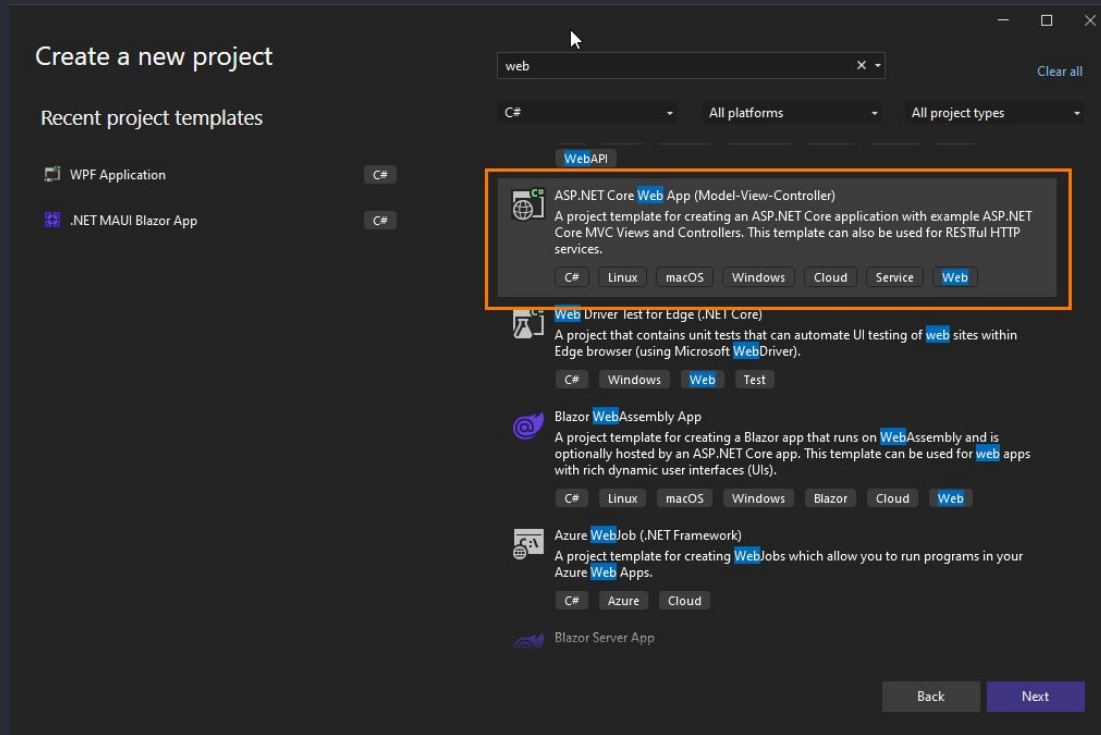 Create a new project
Recent project templates
WPF Application
C#
.NET MAUI Blazor App
C#
web
Clear all
C#
All platforms
All project types
WebAPI
ASP.NET Core Web App (Model-View-Controller)
A project template for creating an ASP.NET Core application with example ASP.NET
Core MVC Views and Controllers. This template can also be used for RESTful HTTP
services.
C# Linux macOS Windows Cloud Service Web
Web Driver Test for Edge (.NET Core)
A project that contains unit tests that can automate UI testing of web sites within
Edge browser (using Microsoft WebDriver).
C# Windows Web Test
Blazor WebAssembly App
A project template for creating a Blazor app that runs on WebAssembly and is
optionally hosted by an ASP.NET Core app. This template can be used for web apps
with rich dynamic user interfaces (UIs).
C# Linux macOS Windows Blazor Cloud Web
Azure WebJob (.NET Framework)
A project template for creating WebJobs which allow you to run programs in your
Azure Web Apps.
C# Azure Cloud
Blazor Server App
Back
Next